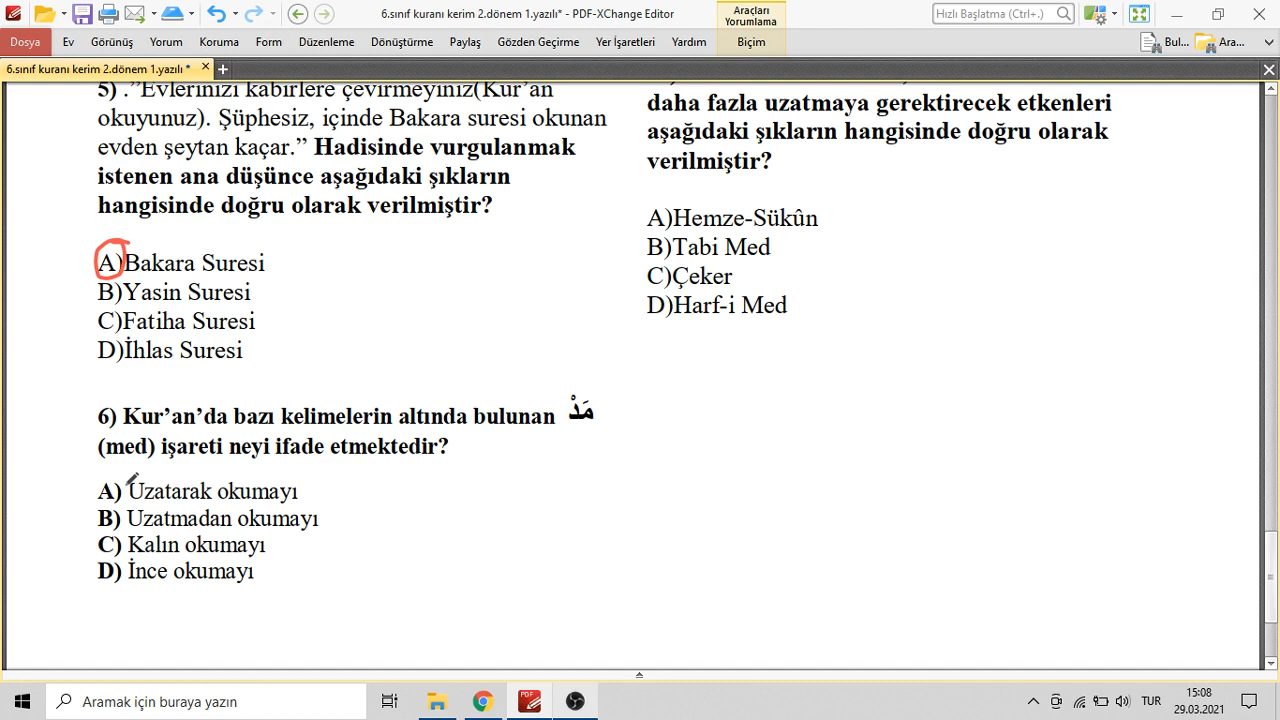 6.sınıf kuranı kerim 2.dönem 1.yazılı* - PDF-XChange Editor
Araçları Yorumlama
Hızlı Başlatma (Ctrl+.)
Dosya Ev Görünüş Yorum Koruma Form Düzenleme Dönüştürme Paylaş Gözden Geçirme Yer İşaretleri Yardım Biçim Bul... Ara...
6.sınıf kuranı kerim 2.dönem 1.yazılı *
5) .”Evlerinizi kabirlere çevirmeyiniz(Kur’an
okuyunuz). Şüphesiz, içinde Bakara suresi okunan
evden şeytan kaçar.” Hadisinde vurgulanmak
istenen ana düşünce aşağıdaki şıkların
hangisinde doğru olarak verilmiştir?
A)Bakara Suresi
B)Yasin Suresi
C)Fatiha Suresi
D)İhlas Suresi
6) Kur’an’da bazı kelimelerin altında bulunan مَدْ
(med) işareti neyi ifade etmektedir?
A) Uzatarak okumayı
B) Uzatmadan okumayı
C) Kalın okumayı
D) İnce okumayı
daha fazla uzatmaya gerektirecek etkenleri
aşağıdaki şıkların hangisinde doğru olarak
verilmiştir?
A)Hemze-Sükûn
B)Tabi Med
C)Çeker
D)Harf-i Med
Aramak için buraya yazın
TUR
15:08
29.03.2021